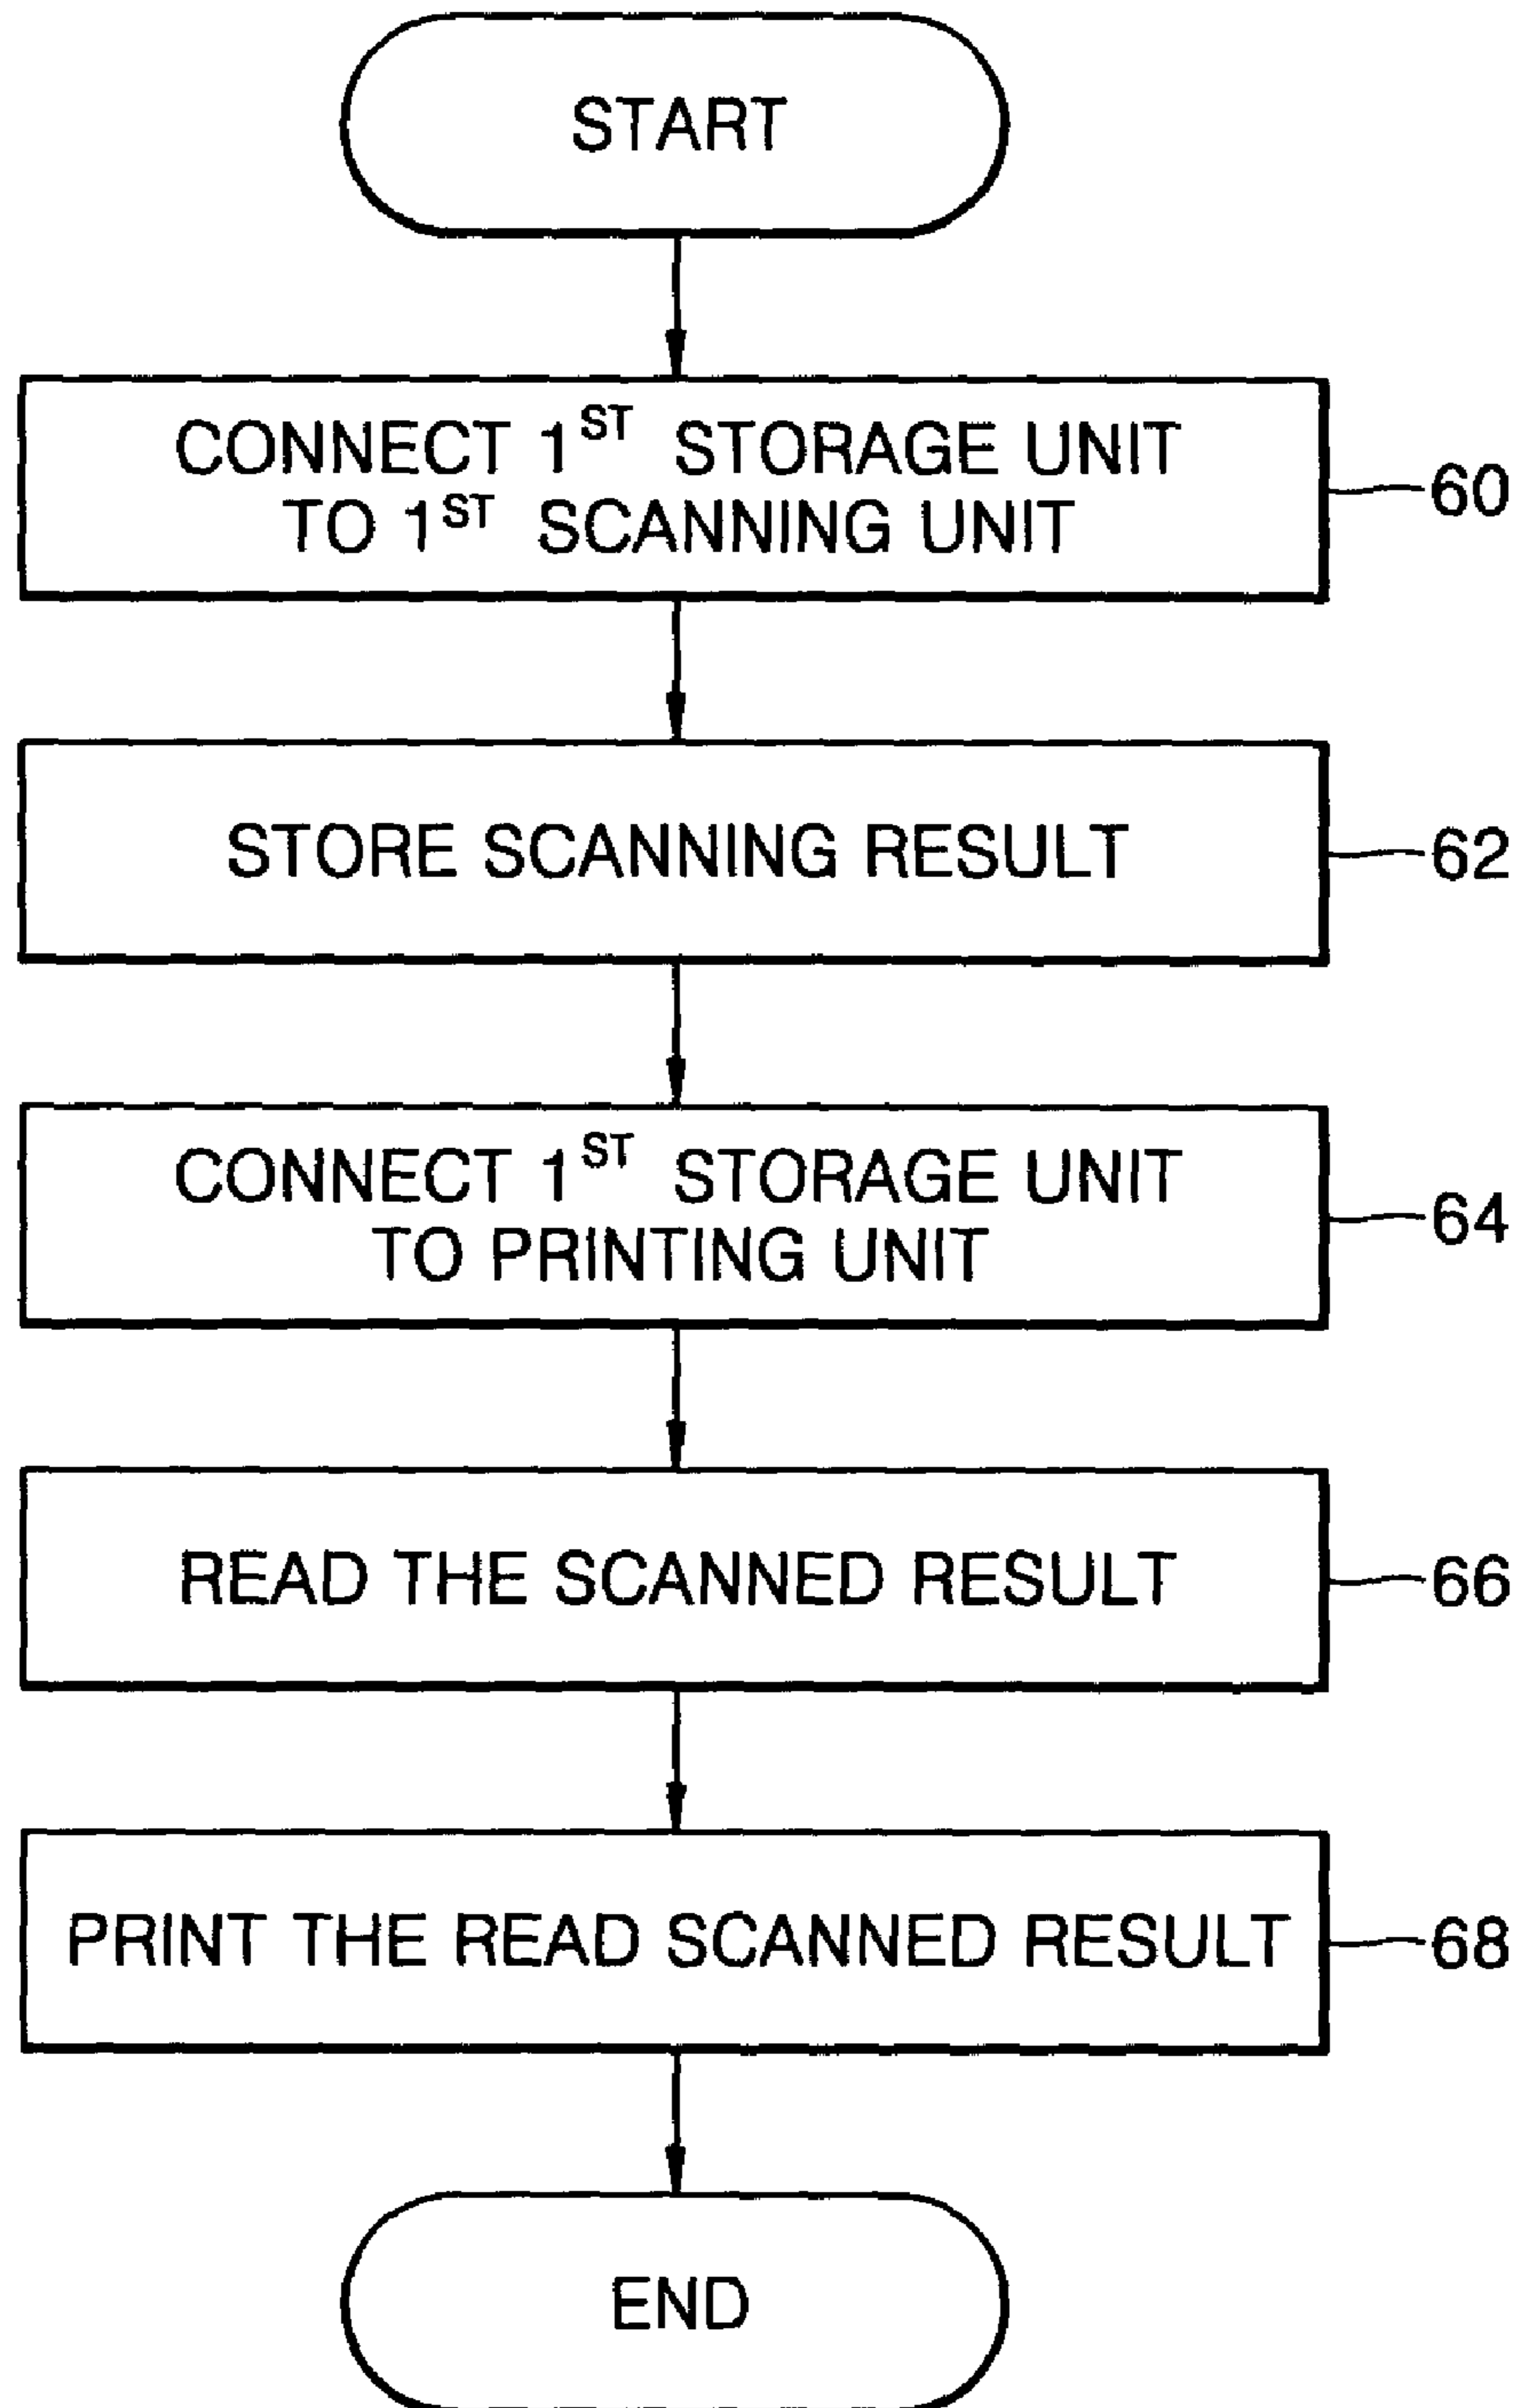 START
CONNECT 1ST STORAGE UNIT
TO 1ST SCANNING UNIT
60
STORE SCANNING RESULT
62
CONNECT 1ST STORAGE UNIT
TO PRINTING UNIT
64
READ THE SCANNED RESULT
66
PRINT THE READ SCANNED RESULT
68
END